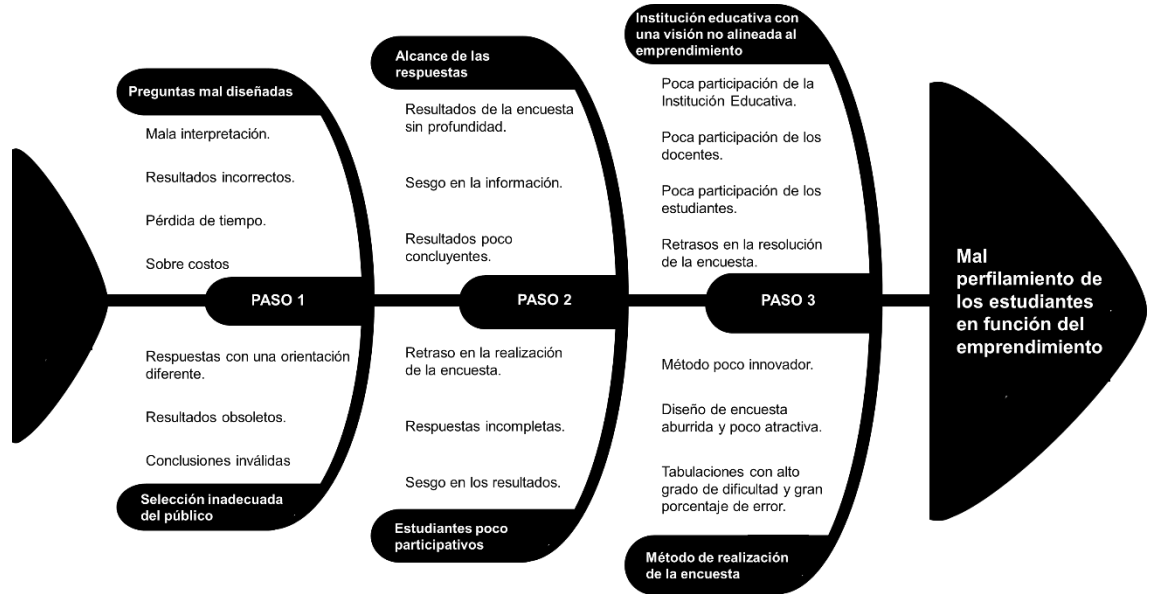 Preguntas mal diseñadas
Mala interpretación.
Resultados incorrectos.
Pérdida de tiempo.
Sobre costos
PASO 1
Respuestas con una orientación
diferente.
Resultados obsoletos.
Conclusiones inválidas
Selección inadecuada
del público
Alcance de las
respuestas
Resultados de la encuesta
sin profundidad.
Sesgo en la información.
Resultados poco
concluyentes.
PASO 2
Retraso en la realización
de la encuesta.
Respuestas incompletas.
Sesgo en los resultados.
Estudiantes poco
participativos
Institución educativa con
una visión no alineada al
emprendimiento
Poca participación de la
Institución Educativa.
Poca participación de los
docentes.
Poca participación de los
estudiantes.
Retrasos en la resolución
de la encuesta.
PASO 3
Método poco innovador.
Diseño de encuesta
aburrida y poco atractiva.
Tabulaciones con alto
grado de dificultad y gran
porcentaje de error.
Método de realización
de la encuesta
Mal
perfilamiento de
los estudiantes
en función del
emprendimiento